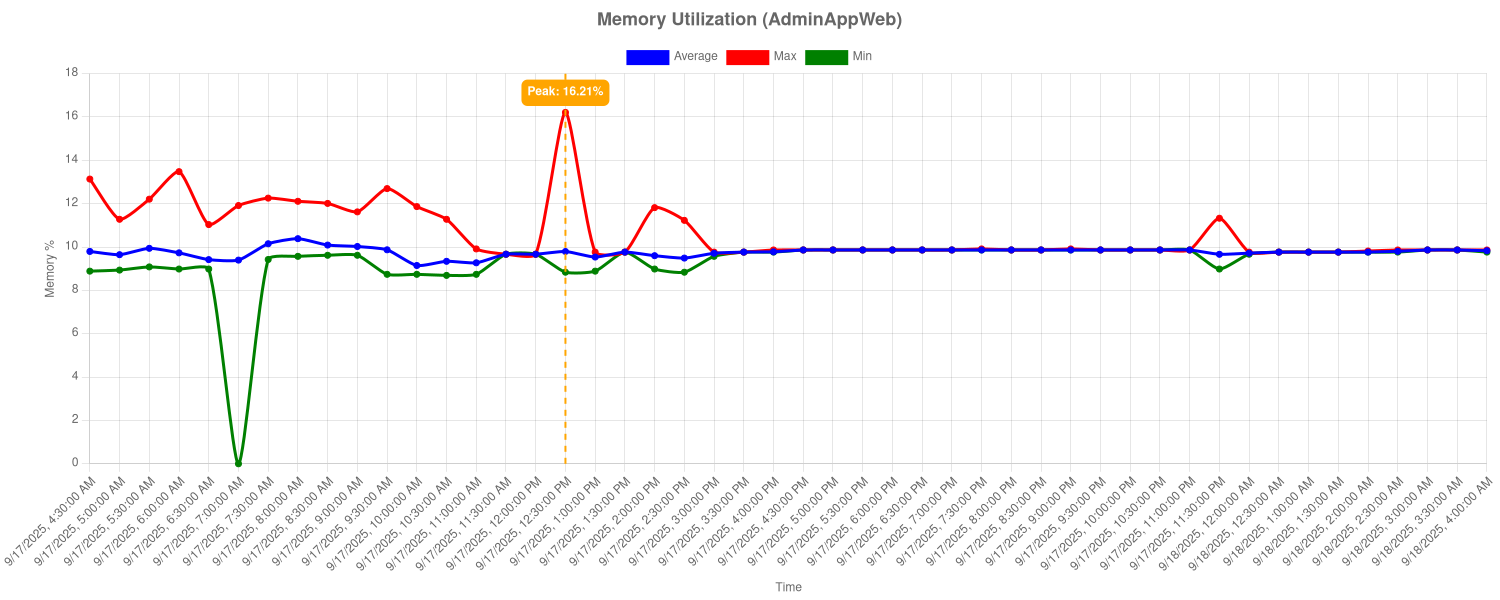 Memory Utilization (AdminAppWeb)
Average Max Min
Peak: 16.21%
18
16
14
12
10
8
6
4
2
0
Memory %
9/17/2025, 4:30:00 AM
9/17/2025, 5:00:00 AM
9/17/2025, 5:30:00 AM
9/17/2025, 6:00:00 AM
9/17/2025, 6:30:00 AM
9/17/2025, 7:00:00 AM
9/17/2025, 7:30:00 AM
9/17/2025, 8:00:00 AM
9/17/2025, 8:30:00 AM
9/17/2025, 9:00:00 AM
9/17/2025, 9:30:00 AM
9/17/2025, 10:00:00 AM
9/17/2025, 10:30:00 AM
9/17/2025, 11:00:00 AM
9/17/2025, 11:30:00 AM
9/17/2025, 12:00:00 PM
9/17/2025, 12:30:00 PM
9/17/2025, 1:00:00 PM
9/17/2025, 1:30:00 PM
9/17/2025, 2:00:00 PM
9/17/2025, 2:30:00 PM
9/17/2025, 3:00:00 PM
9/17/2025, 3:30:00 PM
9/17/2025, 4:00:00 PM
9/17/2025, 4:30:00 PM
9/17/2025, 5:00:00 PM
9/17/2025, 5:30:00 PM
9/17/2025, 6:00:00 PM
9/17/2025, 6:30:00 PM
9/17/2025, 7:00:00 PM
9/17/2025, 7:30:00 PM
9/17/2025, 8:00:00 PM
9/17/2025, 8:30:00 PM
9/17/2025, 9:00:00 PM
9/17/2025, 9:30:00 PM
9/17/2025, 10:00:00 PM
9/17/2025, 10:30:00 PM
9/17/2025, 11:00:00 PM
9/17/2025, 11:30:00 PM
9/18/2025, 12:00:00 AM
9/18/2025, 12:30:00 AM
9/18/2025, 1:00:00 AM
9/18/2025, 1:30:00 AM
9/18/2025, 2:00:00 AM
9/18/2025, 2:30:00 AM
9/18/2025, 3:00:00 AM
9/18/2025, 3:30:00 AM
9/18/2025, 4:00:00 AM
Time